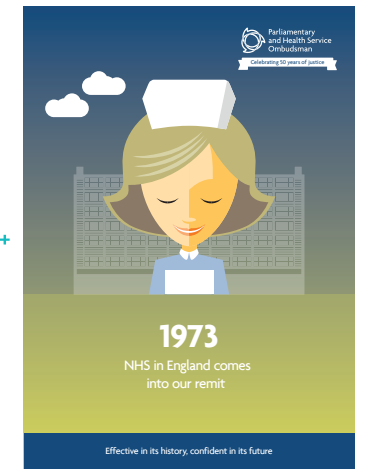 Parliamentary
and Health Service
Ombudsman
Celebrating 50 years of justice
1973
NHS in England comes
into our remit
Effective in its history, confident in its future